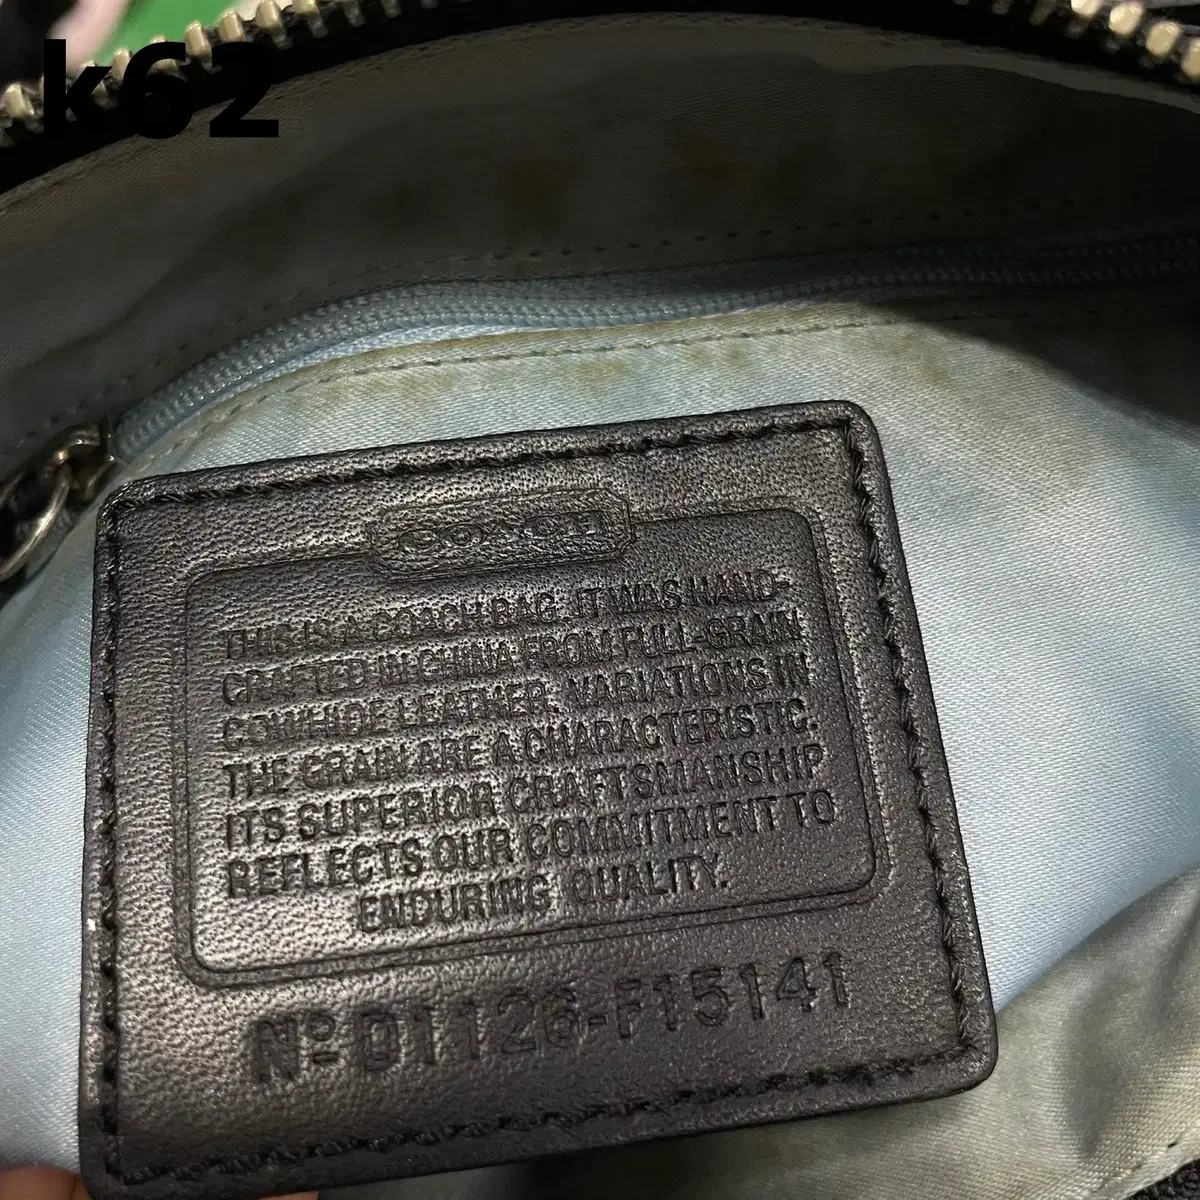 k62
COACH
THIS IS A COACH BAG. IT WAS HAND-
CRAFTED IN CHINA FROM FULL-GRAIN
COWHIDE LEATHER. VARIATIONS IN
THE GRAIN ARE A CHARACTERISTIC.
ITS SUPERIOR CRAFTSMANSHIP
REFLECTS OUR COMMITMENT TO
ENDURING QUALITY.
Nº D1126-F15141